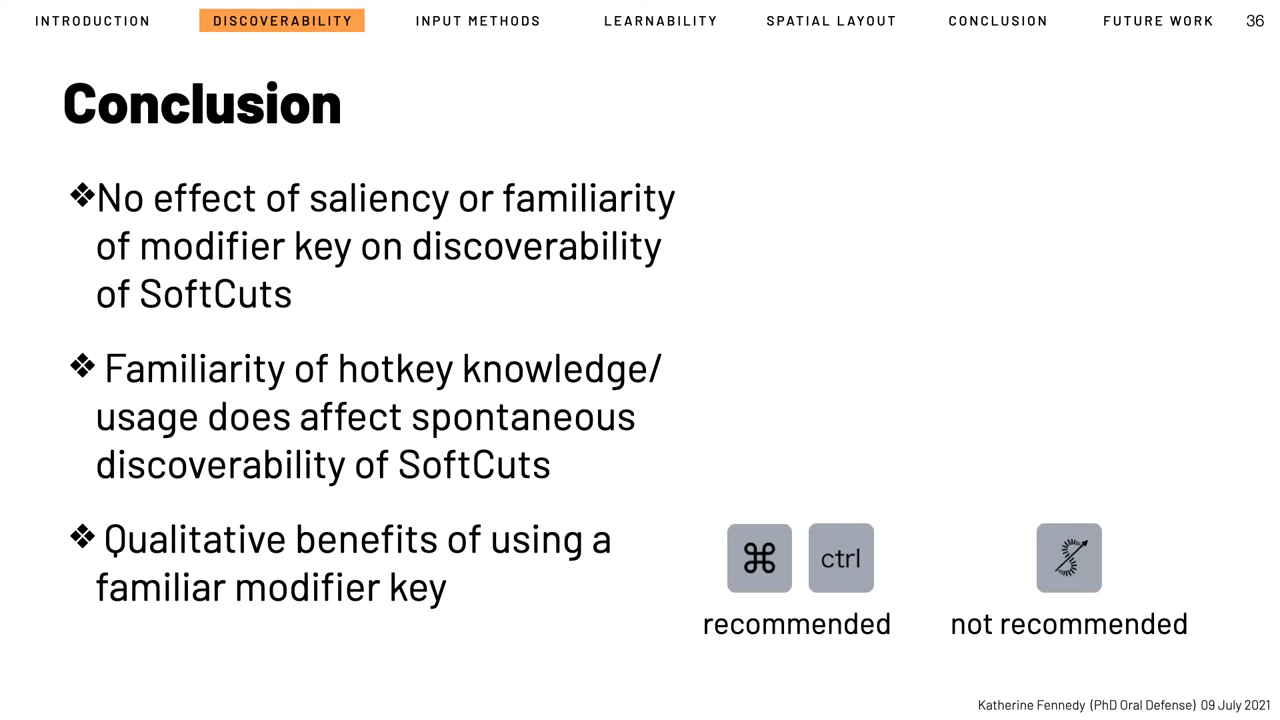 INTRODUCTION DISCOVERABILITY INPUT METHODS LEARNABILITY SPATIAL LAYOUT CONCLUSION FUTURE WORK 36
Conclusion
❖No effect of saliency or familiarity
of modifier key on discoverability
of SoftCuts
❖ Familiarity of hotkey knowledge/
usage does affect spontaneous
discoverability of SoftCuts
❖ Qualitative benefits of using a
familiar modifier key
⌘ ctrl
recommended not recommended
Katherine Fennedy (PhD Oral Defense) 09 July 2021